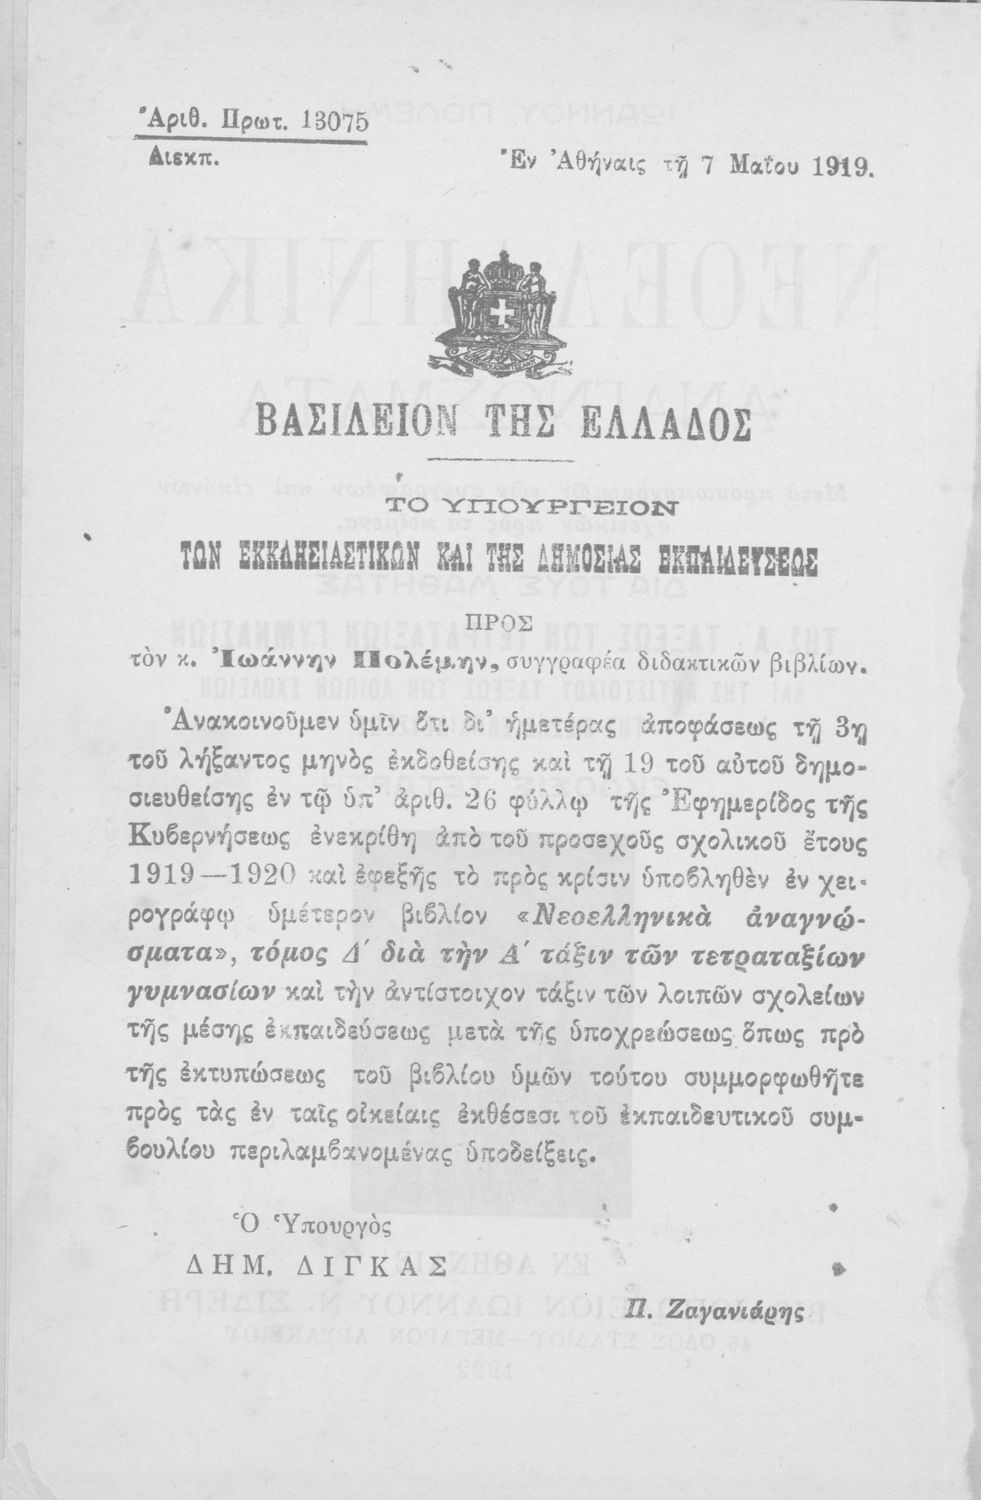 Ἀριθ. Πρωτ. 13075
Διεκπ.
Ἐν Ἀθήναις τῇ 7 Μαΐου 1919.
ΒΑΣΙΛΕΙΟΝ ΤΗΣ ΕΛΛΑΔΟΣ
ΤΟ ΥΠΟΥΡΓΕΙΟΝ
ΤΩΝ ΕΚΚΛΗΣΙΑΣΤΙΚΩΝ ΚΑΙ ΤΗΣ ΔΗΜΟΣΙΑΣ ΕΚΠΑΙΔΕΥΣΕΩΣ
ΠΡΟΣ
τὸν κ. Ἰωάννην Πολέμην, συγγραφέα διδακτικῶν βιβλίων.
Ἀνακοινοῦμεν ὑμῖν ὅτι δι' ἡμετέρας ἀποφάσεως τῇ 3ῃ
τοῦ λήξαντος μηνὸς ἐκδοθείσης καὶ τῇ 19 τοῦ αὐτοῦ δημο-
σιευθείσης ἐν τῷ ὑπ' ἀριθ. 26 φύλλῳ τῆς Ἐφημερίδος τῆς
Κυβερνήσεως ἐνεκρίθη ἀπὸ τοῦ προσεχοῦς σχολικοῦ ἔτους
1919—1920 καὶ ἐφεξῆς τὸ πρὸς κρίσιν ὑποβληθὲν ἐν χει-
ρογράφῳ ὑμέτερον βιβλίον «Νεοελληνικὰ ἀναγνώ-
σματα», τόμος Δ΄ διὰ τὴν Α΄ τάξιν τῶν τετραταξίων
γυμνασίων καὶ τὴν ἀντίστοιχον τάξιν τῶν λοιπῶν σχολείων
τῆς μέσης ἐκπαιδεύσεως μετὰ τῆς ὑποχρεώσεως ὅπως πρὸ
τῆς ἐκτυπώσεως τοῦ βιβλίου ὑμῶν τούτου συμμορφωθῆτε
πρὸς τὰς ἐν ταῖς οἰκείαις ἐκθέσεσι τοῦ ἐκπαιδευτικοῦ συμ-
βουλίου περιλαμβανομένας ὑποδείξεις.
Ὁ Ὑπουργὸς
ΔΗΜ. ΔΙΓΚΑΣ
Π. Ζαγανιάρης